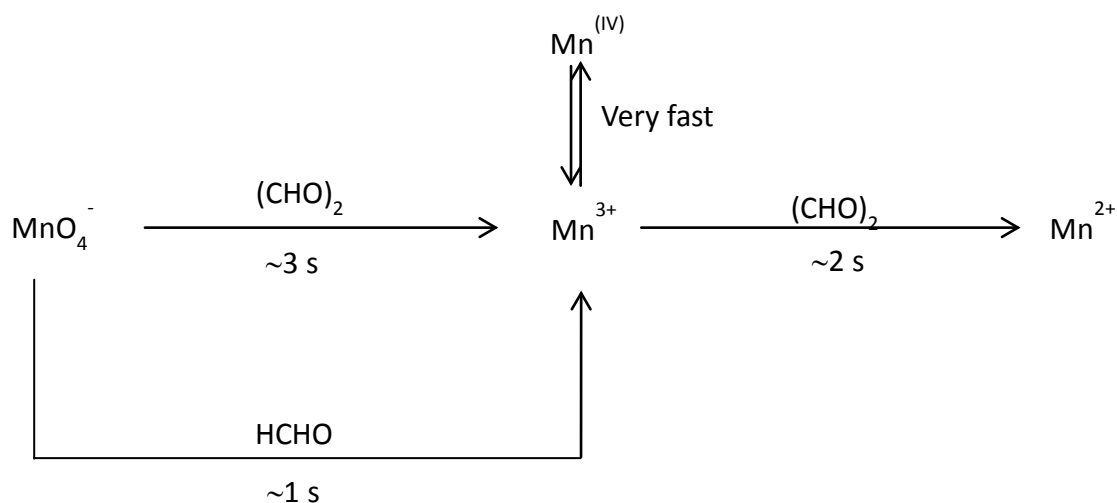 Mn(IV)
Very fast
(CHO)2
(CHO)2
MnO4-
Mn3+
Mn2+
~3 s
~2 s
HCHO
~1 s